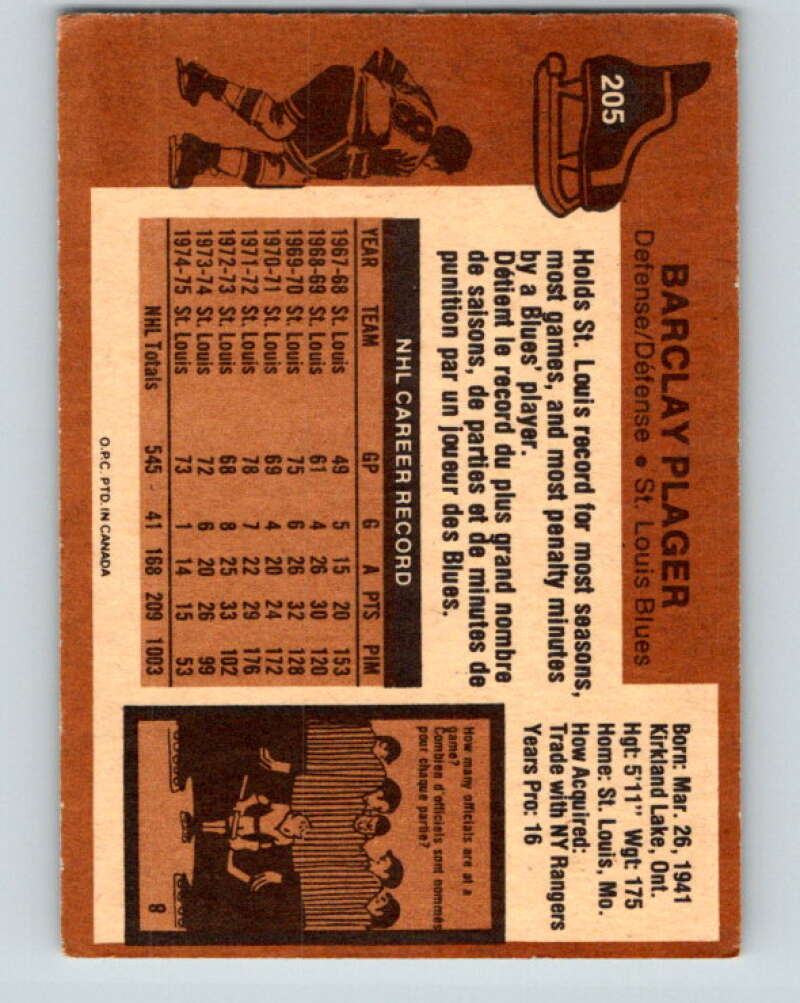 205
BARCLAY PLAGER
Defense/Défense • St. Louis Blues
Born: Mar. 26, 1941
Kirkland Lake, Ont.
Hgt: 5'11" Wgt: 175
Home: St. Louis, Mo.
How Acquired:
Trade with NY Rangers
Years Pro: 16
Holds St. Louis record for most seasons,
most games, and most penalty minutes
by a Blues' player.
Détient le record du plus grand nombre
de saisons, de parties et de minutes de
punition par un joueur des Blues.
NHL CAREER RECORD
YEAR TEAM GP G A PTS PIM
1967-68 St. Louis 49 5 15 20 153
1968-69 St. Louis 61 4 26 30 120
1969-70 St. Louis 75 6 26 32 128
1970-71 St. Louis 69 4 20 24 172
1971-72 St. Louis 78 7 22 29 176
1972-73 St. Louis 68 8 25 33 102
1973-74 St. Louis 72 6 20 26 99
1974-75 St. Louis 73 1 14 15 53
NHL Totals 545 41 168 209 1003
How many officials are at a
game?
Combien d'officiels sont nommés
pour chaque partie?
8
8
O.P.C. PTD. IN CANADA